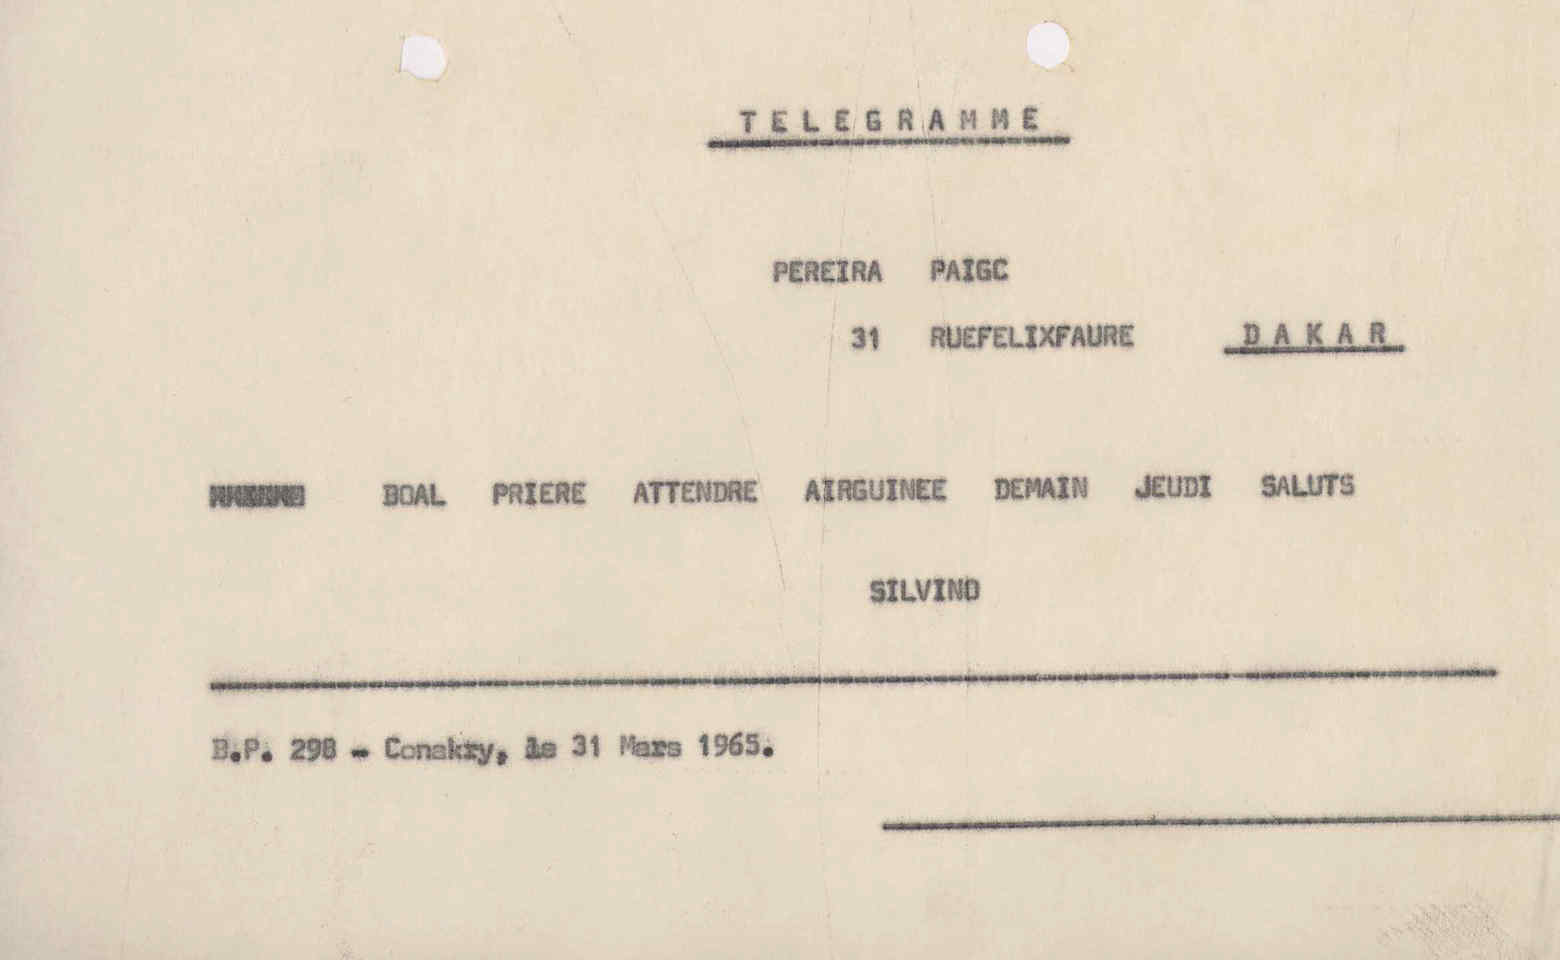 TELEGRAMME
PEREIRA PAIGC
31 RUEFELIXFAURE DAKAR
BOAL PRIERE ATTENDRE AIRGUINEE DEMAIN JEUDI SALUTS
SILVINO
B.P. 298 - Conakry, le 31 Mars 1965.